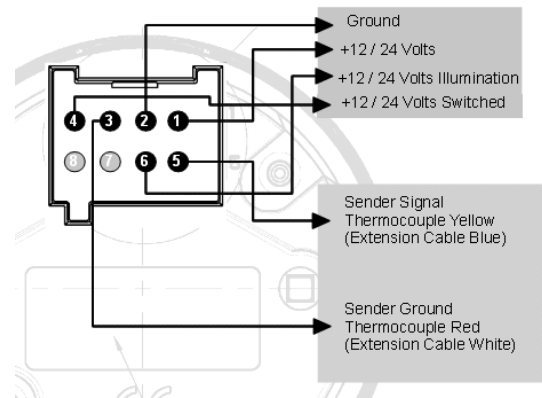 Ground
+12 / 24 Volts
+12 / 24 Volts Illumination
+12 / 24 Volts Switched
4 3 2 1
8 7 6 5
Sender Signal
Thermocouple Yellow
(Extension Cable Blue)
Sender Ground
Thermocouple Red
(Extension Cable White)